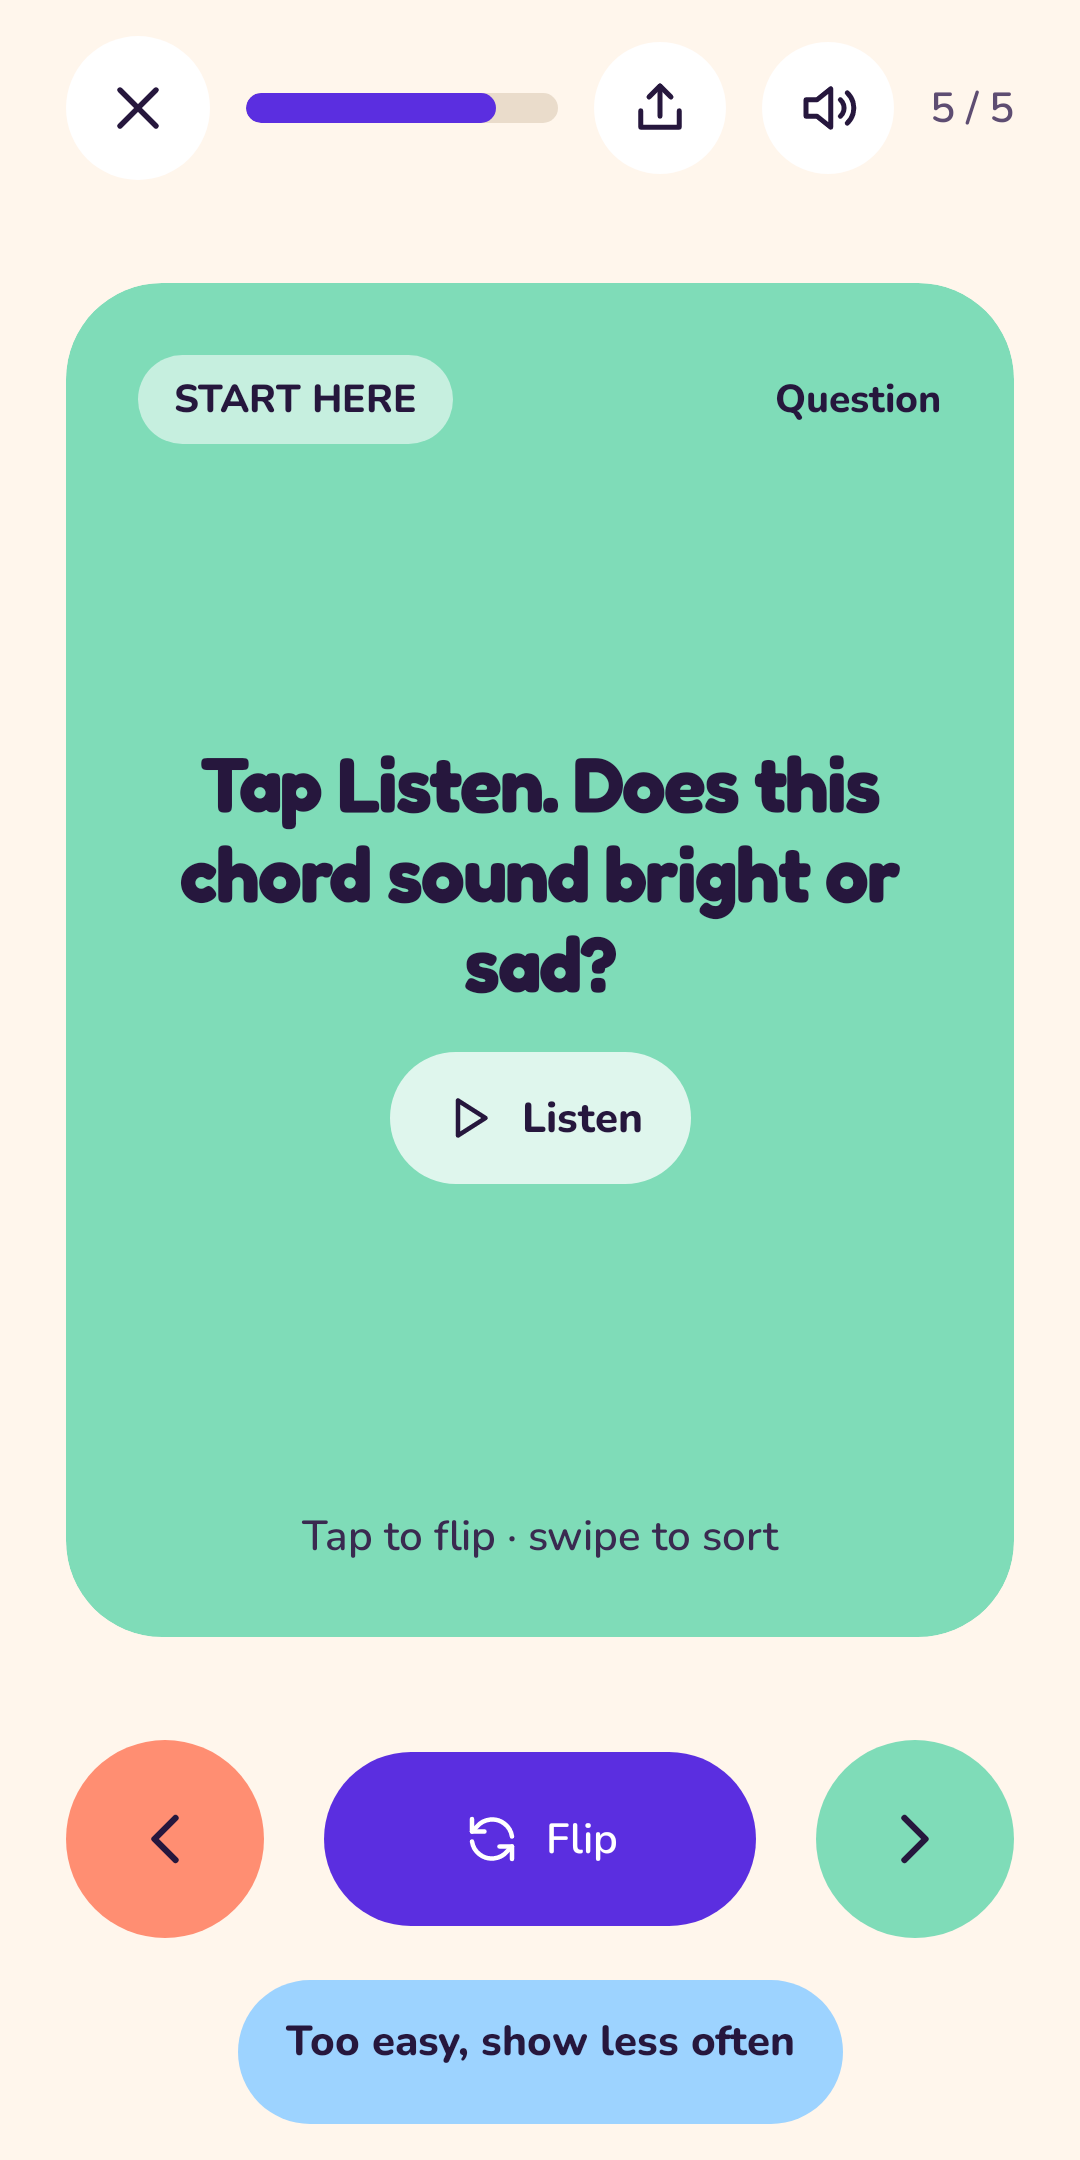 5 / 5
START HERE
Question
Tap Listen. Does this
chord sound bright or
sad?
Listen
Tap to flip · swipe to sort
Flip
Too easy, show less often